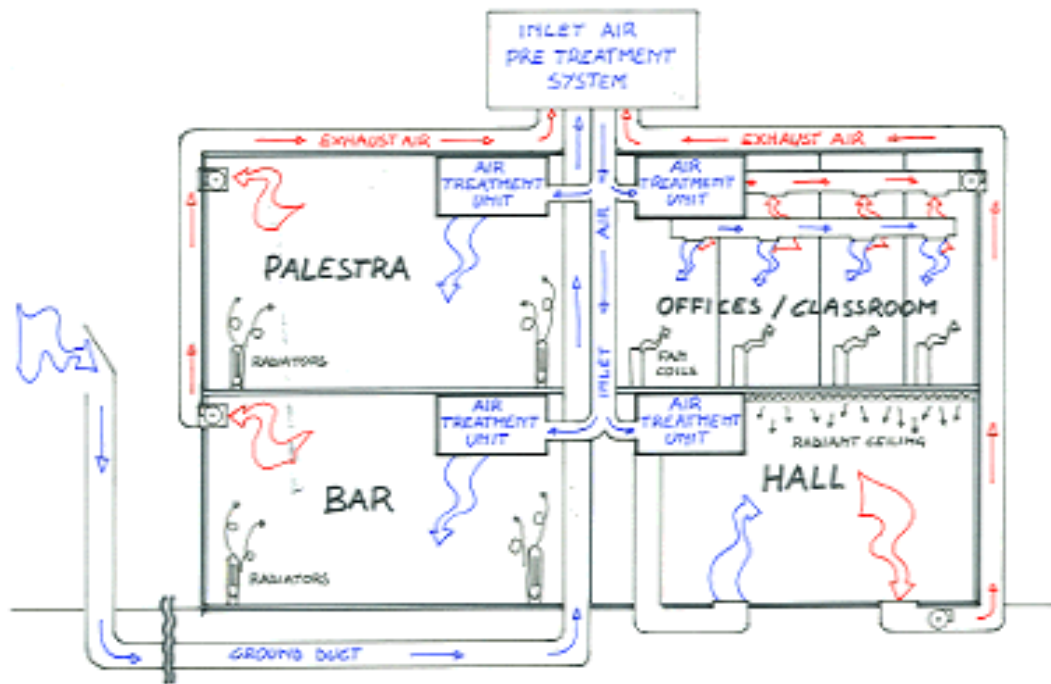 INLET AIR
PRE TREATMENT
SYSTEM
EXHAUST AIR
EXHAUST AIR
AIR
TREATMENT
UNIT
AIR
TREATMENT
UNIT
AIR
PALESTRA
OFFICES / CLASSROOM
RADIATORS
FAN
COILS
INLET
AIR
TREATMENT
UNIT
AIR
TREATMENT
UNIT
RADIANT CEILING
BAR
HALL
RADIATORS
GROUND DUCT